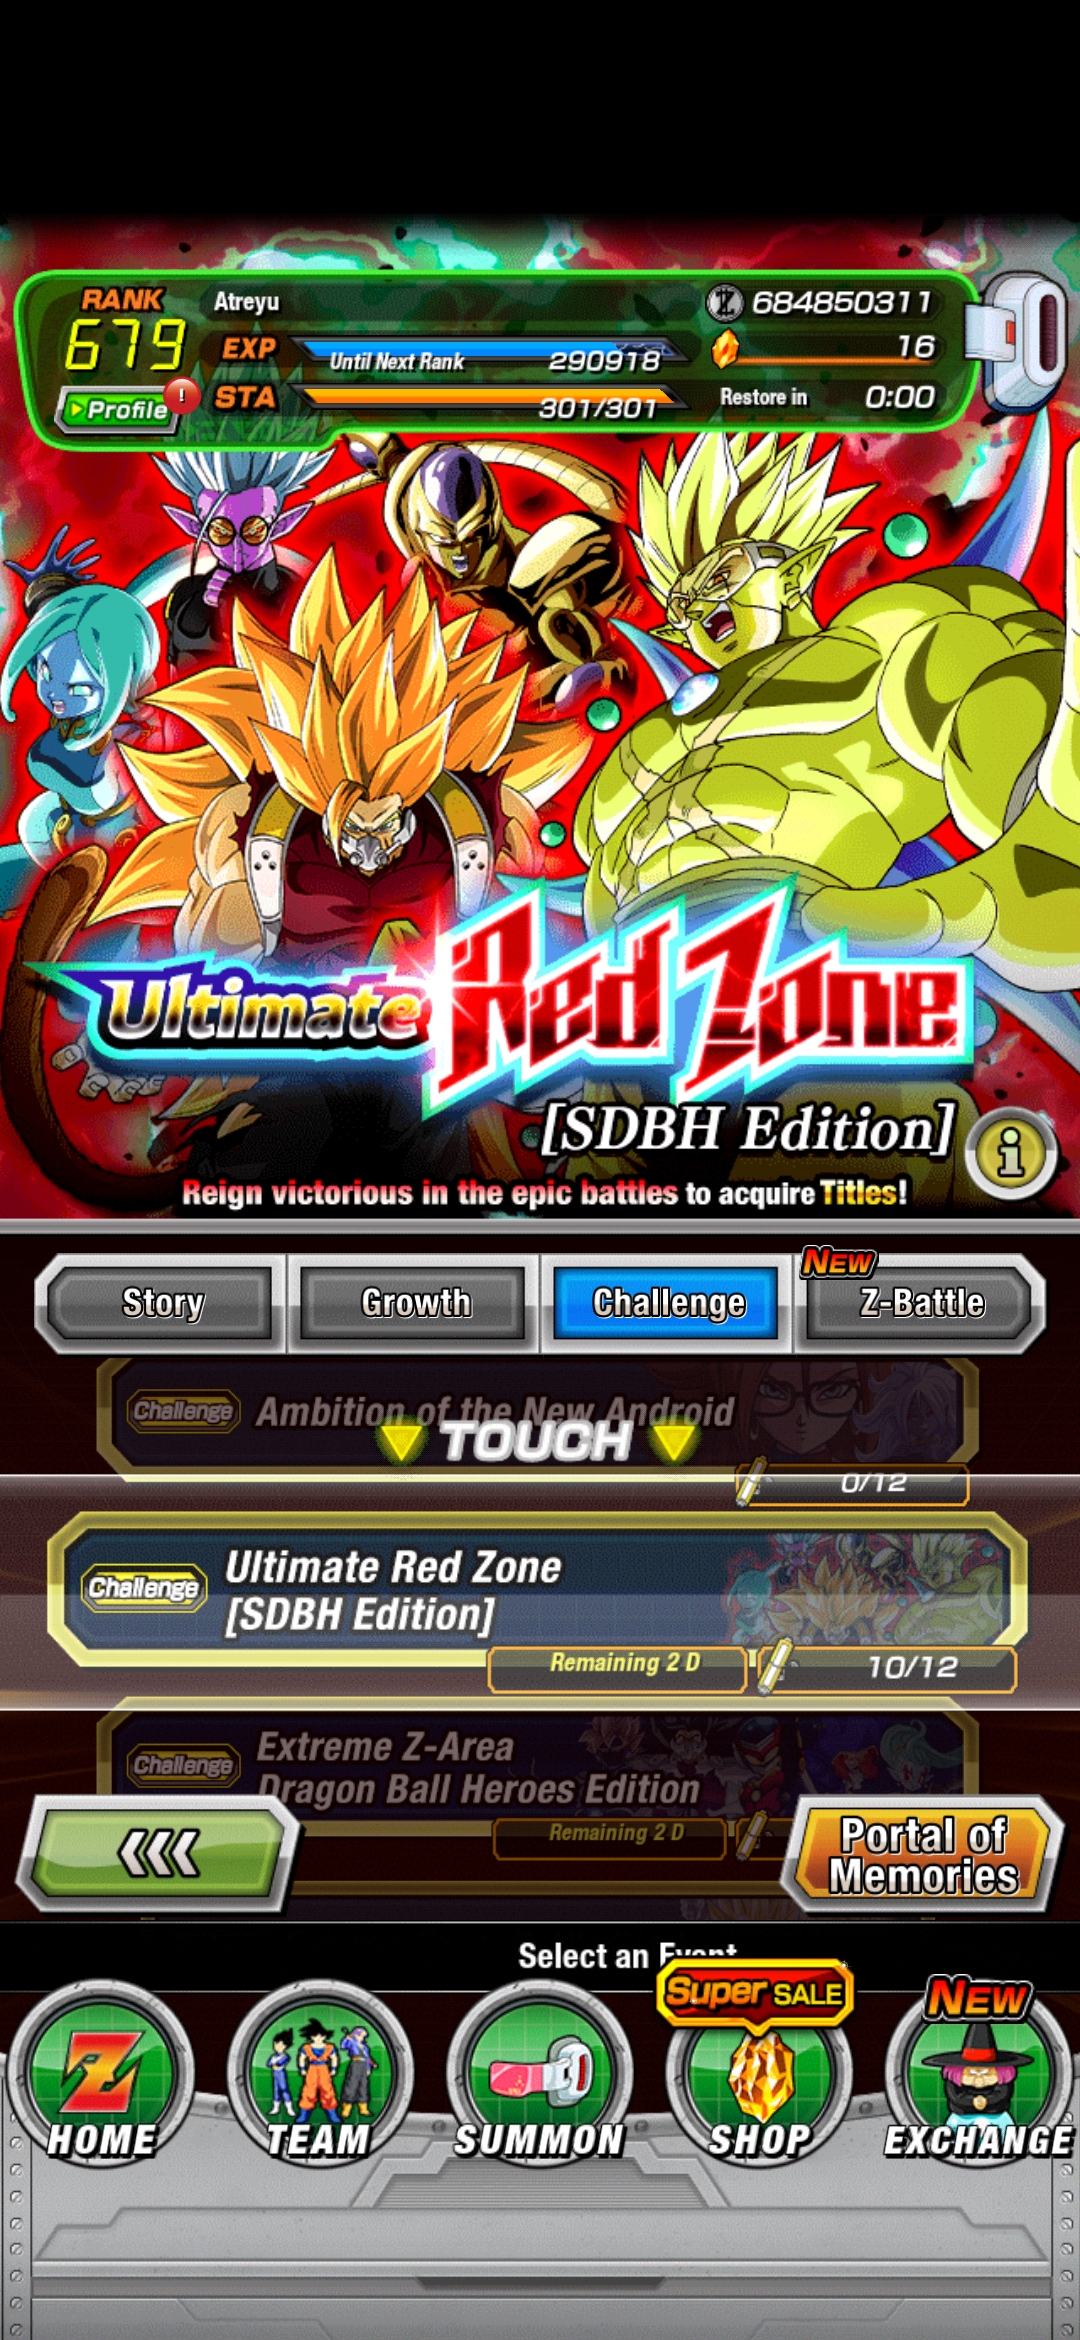 RANK
679
Atreyu
684850311
EXP
Until Next Rank
290918
16
Profile
!
STA
301/301
Restore in
0:00
Ultimate Red Zone
[SDBH Edition]
Reign victorious in the epic battles to acquire Titles!
Story
Growth
Challenge
NEW
Z-Battle
Challenge
Ambition of the New Android
TOUCH
0/12
Challenge
Ultimate Red Zone
[SDBH Edition]
Remaining 2 D
10/12
Challenge
Extreme Z-Area
Dragon Ball Heroes Edition
Remaining 2 D
Portal of
Memories
Select an Event
Super SALE
NEW
HOME
TEAM
SUMMON
SHOP
EXCHANGE